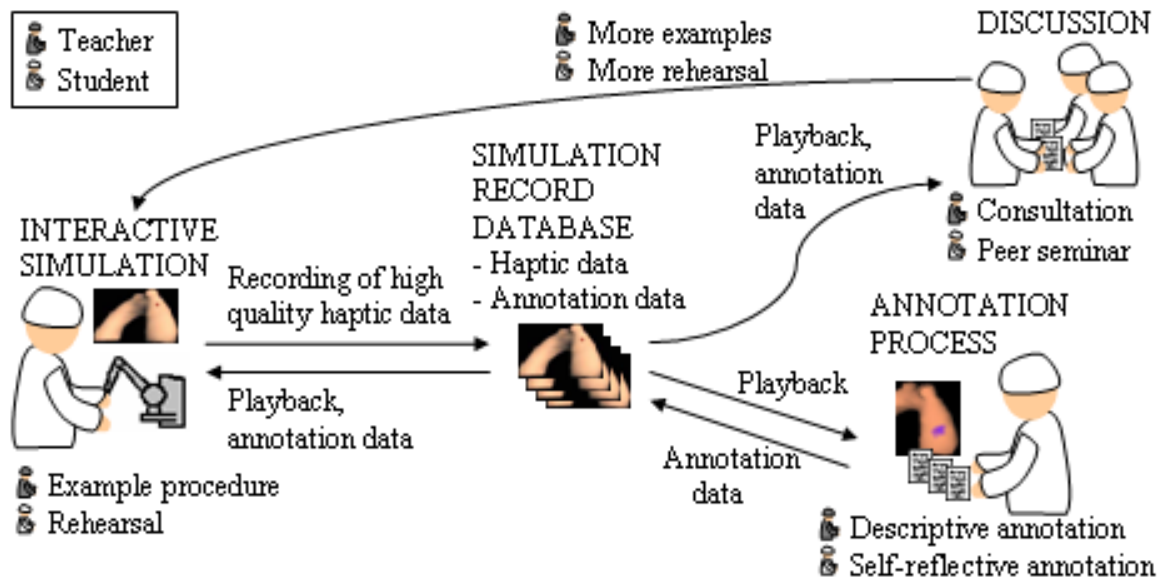 Teacher
Student
More examples
More rehearsal
DISCUSSION
Consultation
Peer seminar
Playback,
annotation
data
SIMULATION
RECORD
DATABASE
- Haptic data
- Annotation data
INTERACTIVE
SIMULATION
Recording of high
quality haptic data
Playback,
annotation data
Example procedure
Rehearsal
ANNOTATION
PROCESS
Playback
Annotation
data
Descriptive annotation
Self-reflective annotation